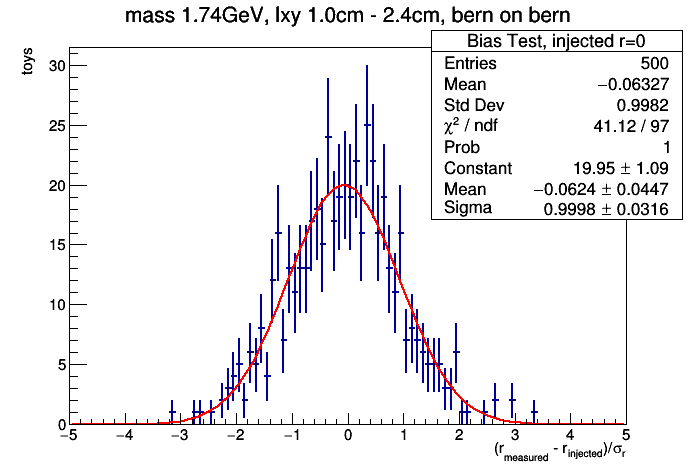 mass 1.74GeV, lxy 1.0cm - 2.4cm, bern on bern
Bias Test, injected r=0
Entries 500
Mean −0.06327
Std Dev 0.9982
χ² / ndf 41.12 / 97
Prob 1
Constant 19.95 ± 1.09
Mean −0.0624 ± 0.0447
Sigma 0.9998 ± 0.0316
toys
30
25
20
15
10
5
0
−5 −4 −3 −2 −1 0 1 2 3 4 5
(r_measured - r_injected)/σ_r